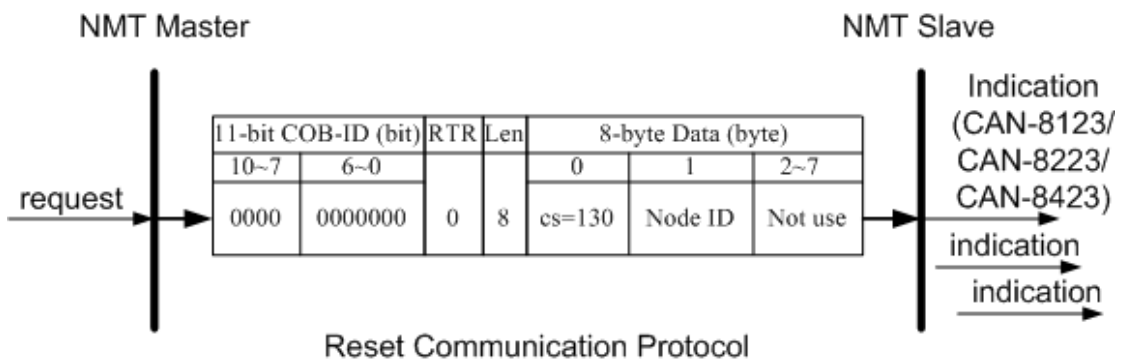 NMT Master
NMT Slave
Indication
(CAN-8123/
CAN-8223/
CAN-8423)
11-bit COB-ID (bit) RTR Len 8-byte Data (byte)
10~7 6~0 0 1 2~7
request
0000 0000000 0 8 cs=130 Node ID Not use
indication
indication
Reset Communication Protocol